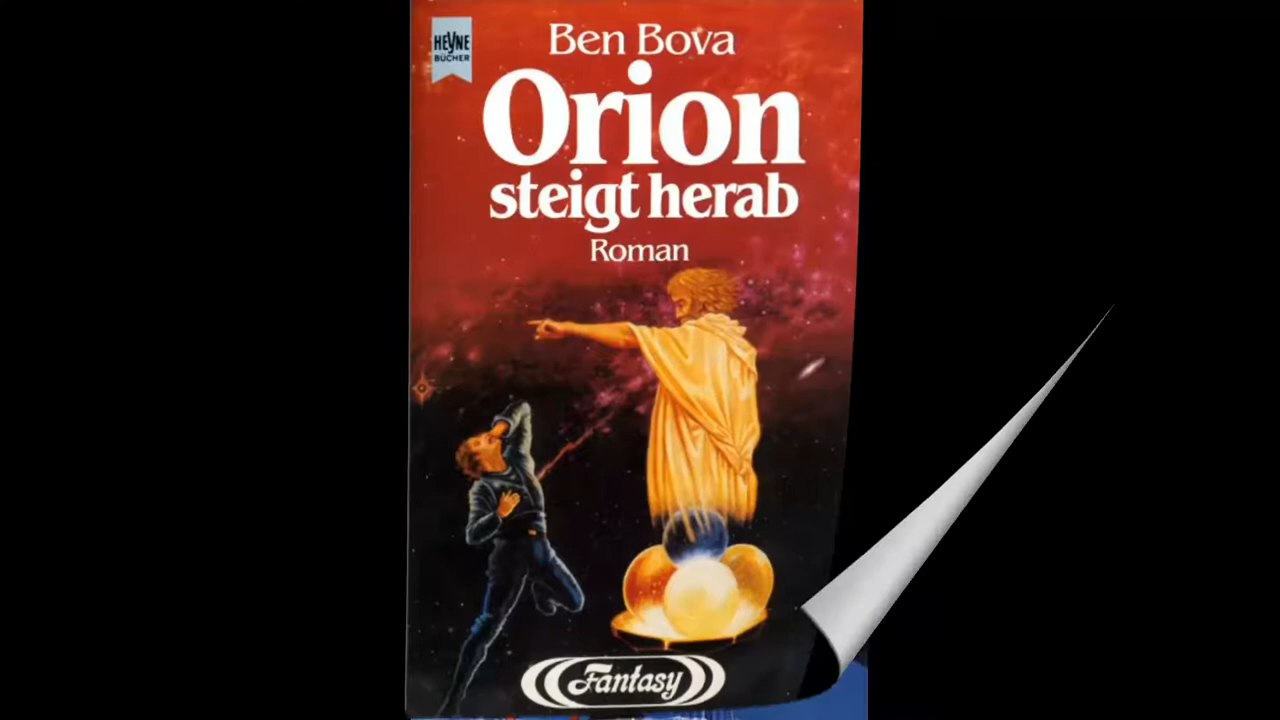 HEYNE
BÜCHER
Ben Bova
Orion
steigt herab
Roman
Fantasy